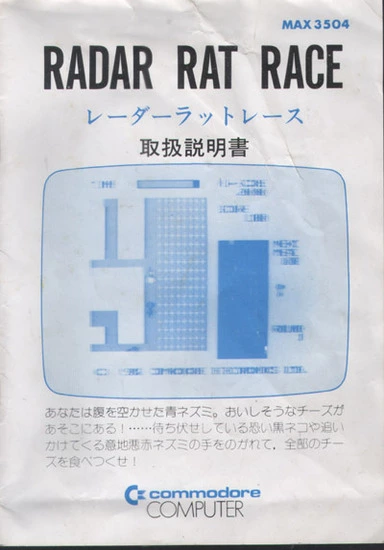 MAX 3504
RADAR RAT RACE
レーダーラットレース
取扱説明書
あなたは腹を空かせた青ネズミ。おいしそうなチーズが
あそこにある!……待ち伏せしている恐い黒ネコや追い
かけてくる意地悪赤ネズミの手をのがれて、全部のチー
ズを食べつくせ!
commodore
COMPUTER